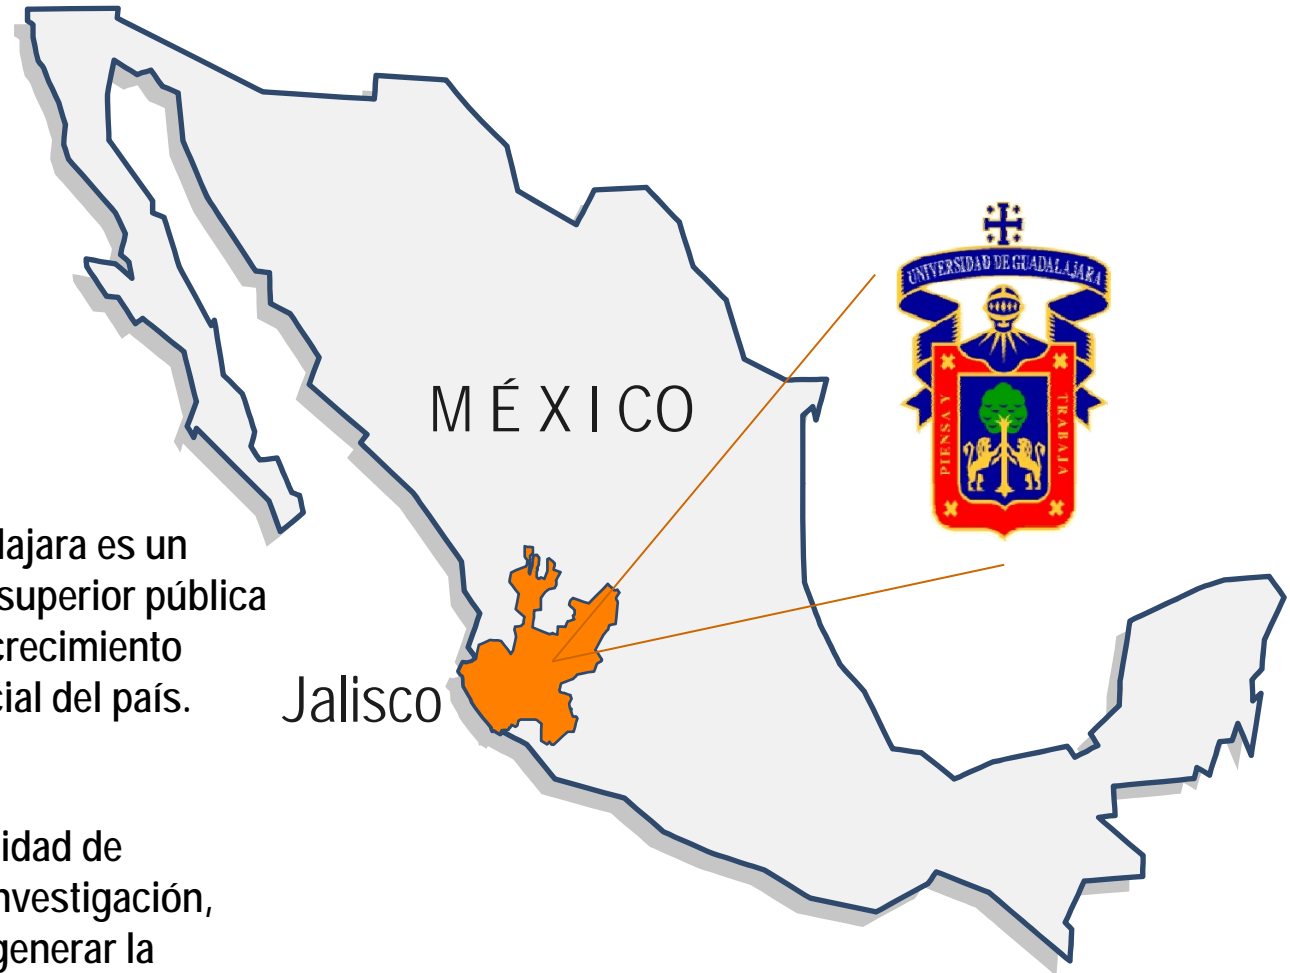 UNIVERSIDAD DE GUADALAJARA
PIENSA Y
TRABAJA
MÉXICO
Jalisco
lajara es un
superior pública
crecimiento
cial del país.
idad de
nvestigación,
generar la